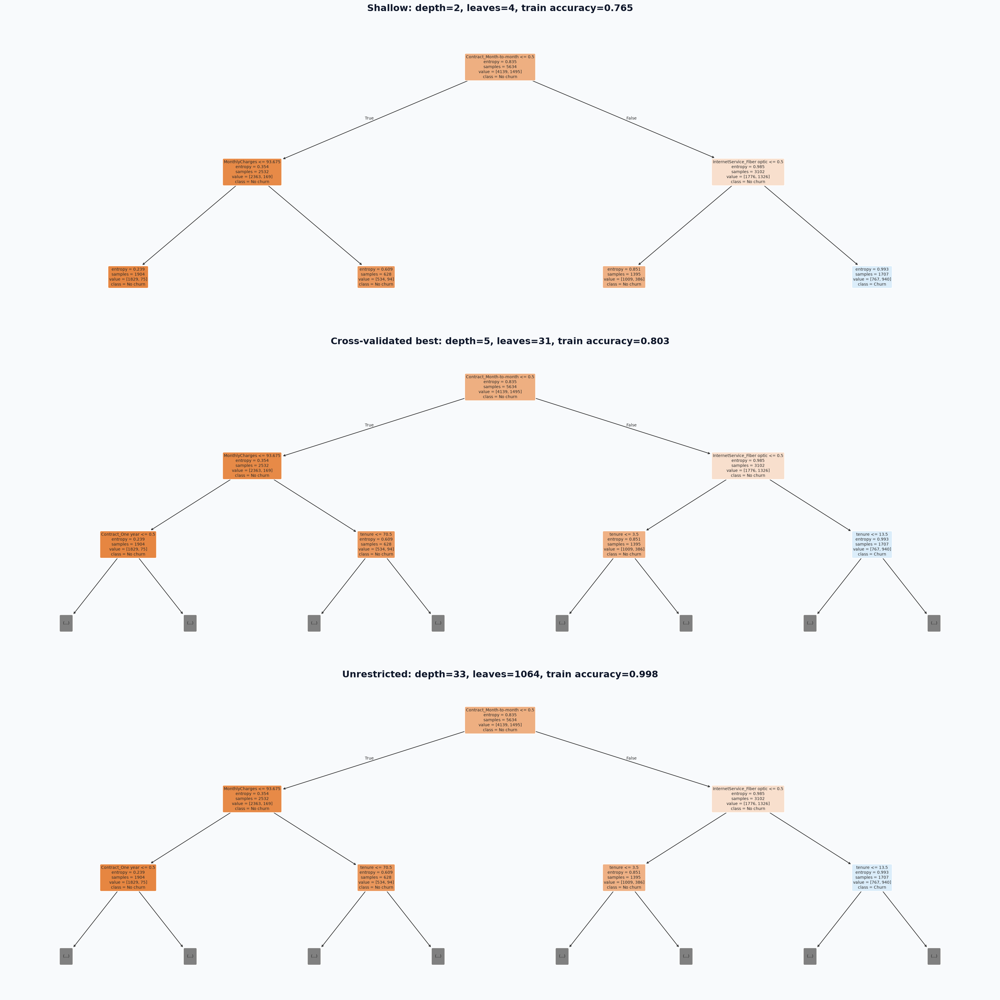 Shallow: depth=2, leaves=4, train accuracy=0.765
Contract_Month-to-month <= 0.5
entropy = 0.835
samples = 5634
value = [4139, 1495]
class = No churn
True
False
MonthlyCharges <= 93.675
entropy = 0.354
samples = 2532
value = [2363, 169]
class = No churn
InternetService_Fiber optic <= 0.5
entropy = 0.985
samples = 3102
value = [1776, 1326]
class = No churn
entropy = 0.239
samples = 1904
value = [1829, 75]
class = No churn
entropy = 0.609
samples = 628
value = [534, 94]
class = No churn
entropy = 0.851
samples = 1395
value = [1009, 386]
class = No churn
entropy = 0.993
samples = 1707
value = [767, 940]
class = Churn
Cross-validated best: depth=5, leaves=31, train accuracy=0.803
Contract_Month-to-month <= 0.5
entropy = 0.835
samples = 5634
value = [4139, 1495]
class = No churn
True
False
MonthlyCharges <= 93.675
entropy = 0.354
samples = 2532
value = [2363, 169]
class = No churn
InternetService_Fiber optic <= 0.5
entropy = 0.985
samples = 3102
value = [1776, 1326]
class = No churn
Contract_One year <= 0.5
entropy = 0.239
samples = 1904
value = [1829, 75]
class = No churn
tenure <= 70.5
entropy = 0.609
samples = 628
value = [534, 94]
class = No churn
tenure <= 3.5
entropy = 0.851
samples = 1395
value = [1009, 386]
class = No churn
tenure <= 13.5
entropy = 0.993
samples = 1707
value = [767, 940]
class = Churn
(...)
(...)
(...)
(...)
(...)
(...)
(...)
(...)
Unrestricted: depth=33, leaves=1064, train accuracy=0.998
Contract_Month-to-month <= 0.5
entropy = 0.835
samples = 5634
value = [4139, 1495]
class = No churn
True
False
MonthlyCharges <= 93.675
entropy = 0.354
samples = 2532
value = [2363, 169]
class = No churn
InternetService_Fiber optic <= 0.5
entropy = 0.985
samples = 3102
value = [1776, 1326]
class = No churn
Contract_One year <= 0.5
entropy = 0.239
samples = 1904
value = [1829, 75]
class = No churn
tenure <= 70.5
entropy = 0.609
samples = 628
value = [534, 94]
class = No churn
tenure <= 3.5
entropy = 0.851
samples = 1395
value = [1009, 386]
class = No churn
tenure <= 13.5
entropy = 0.993
samples = 1707
value = [767, 940]
class = Churn
(...)
(...)
(...)
(...)
(...)
(...)
(...)
(...)